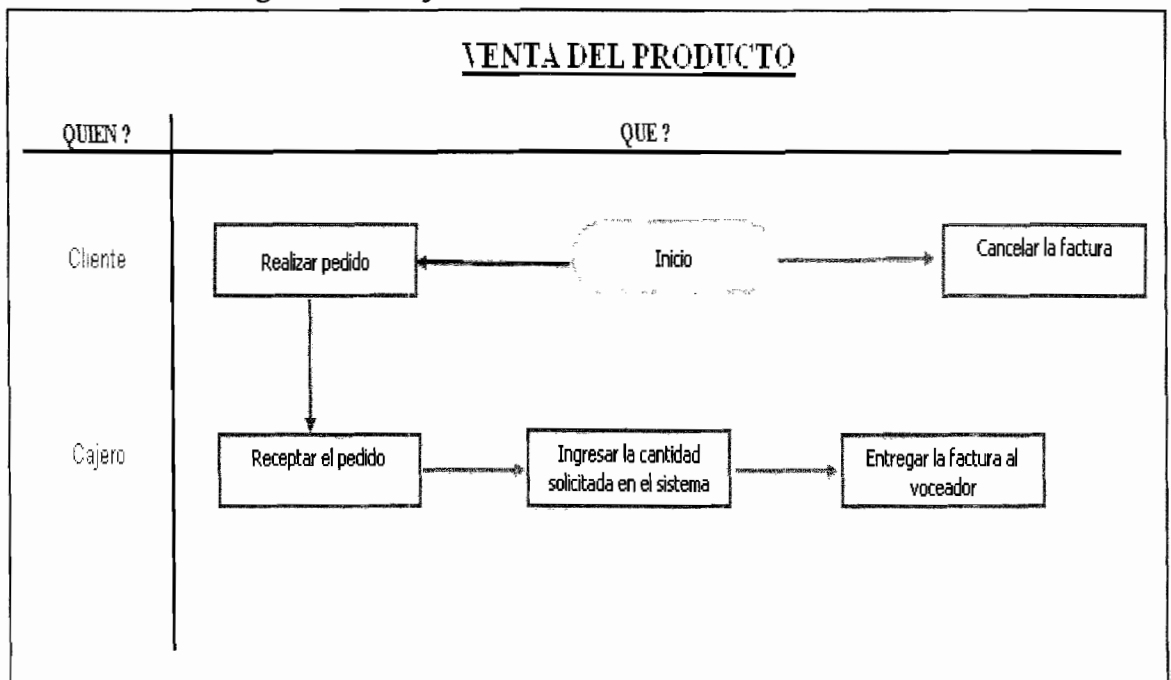 VENTA DEL PRODUCTO
QUIEN ?
QUE ?
Cliente
Realizar pedido
Inicio
Cancelar la factura
Cajero
Receptar el pedido
Ingresar la cantidad
solicitada en el sistema
Entregar la factura al
voceador